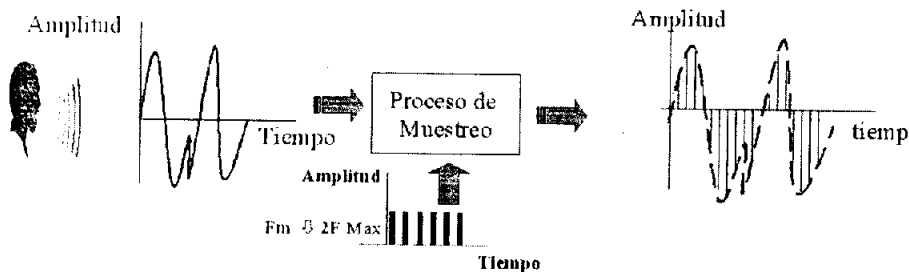 Amplitud
Tiempo
Proceso de
Muestreo
Amplitud
Fm ⇩ 2F Max
Tiempo
Amplitud
tiemp